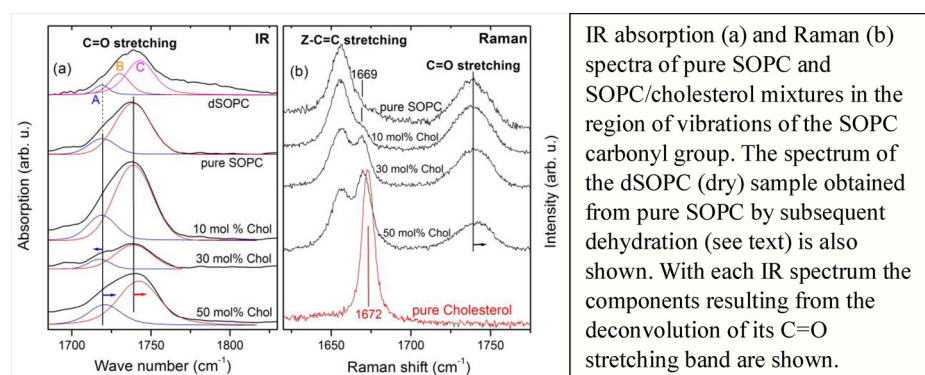 C=O stretching
IR
(a)
B
C
A
dSOPC
pure SOPC
10 mol % Chol
30 mol% Chol
50 mol% Chol
Absorption (arb. u.)
1700
1750
1800
Wave number (cm⁻¹)
Z-C=C stretching
Raman
(b)
1669
C=O stretching
pure SOPC
10 mol% Chol
30 mol% Chol
50 mol% Chol
pure Cholesterol
1672
Intensity (arb. u.)
1650
1700
1750
Raman shift (cm⁻¹)
IR absorption (a) and Raman (b)
spectra of pure SOPC and
SOPC/cholesterol mixtures in the
region of vibrations of the SOPC
carbonyl group. The spectrum of
the dSOPC (dry) sample obtained
from pure SOPC by subsequent
dehydration (see text) is also
shown. With each IR spectrum the
components resulting from the
deconvolution of its C=O
stretching band are shown.